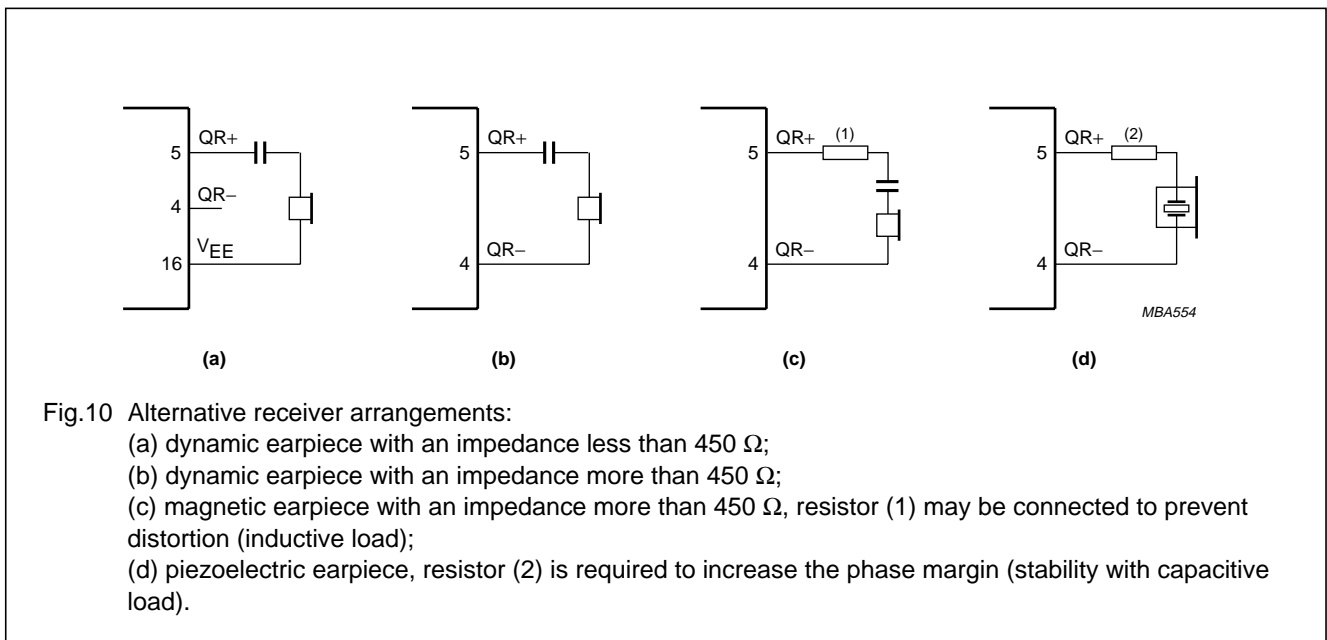 5
QR+
4
QR−
16
VEE
(a)
5
QR+
4
QR−
(b)
5
QR+
(1)
4
QR−
(c)
5
QR+
(2)
4
QR−
MBA554
(d)
Fig.10 Alternative receiver arrangements:
(a) dynamic earpiece with an impedance less than 450 Ω;
(b) dynamic earpiece with an impedance more than 450 Ω;
(c) magnetic earpiece with an impedance more than 450 Ω, resistor (1) may be connected to prevent
distortion (inductive load);
(d) piezoelectric earpiece, resistor (2) is required to increase the phase margin (stability with capacitive
load).